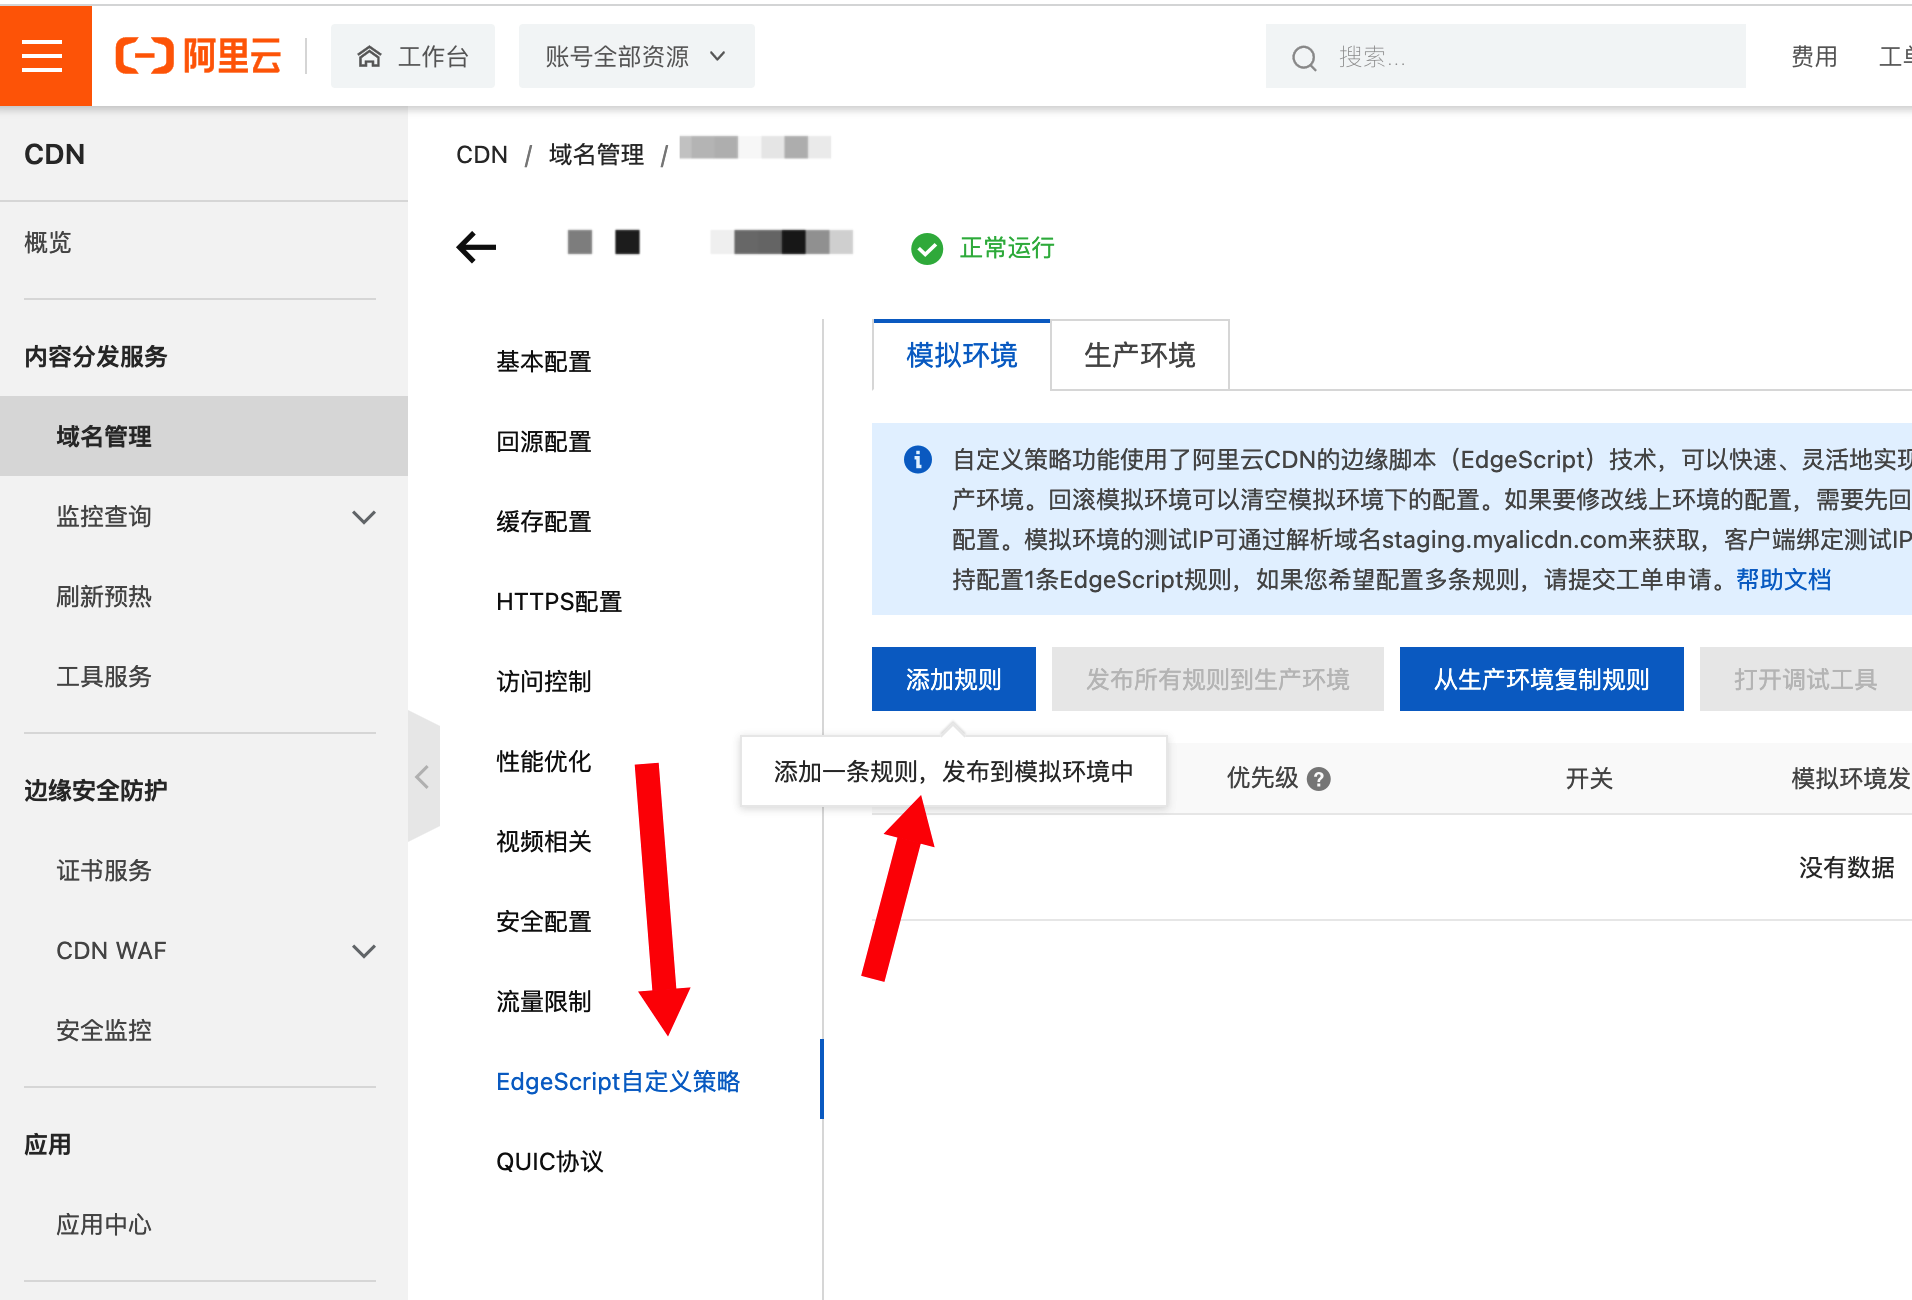 阿里云
工作台
账号全部资源
搜索...
费用
CDN
概览
内容分发服务
域名管理
监控查询
刷新预热
工具服务
边缘安全防护
证书服务
CDN WAF
安全监控
应用
应用中心
CDN / 域名管理 /
正常运行
基本配置
回源配置
缓存配置
HTTPS配置
访问控制
性能优化
视频相关
安全配置
流量限制
EdgeScript自定义策略
QUIC协议
模拟环境
生产环境
自定义策略功能使用了阿里云CDN的边缘脚本（EdgeScript）技术，可以快速、灵活地实现
产环境。回滚模拟环境可以清空模拟环境下的配置。如果要修改线上环境的配置，需要先回
配置。模拟环境的测试IP可通过解析域名staging.myalicdn.com来获取，客户端绑定测试IP
持配置1条EdgeScript规则，如果您希望配置多条规则，请提交工单申请。帮助文档
添加规则
发布所有规则到生产环境
从生产环境复制规则
打开调试工具
添加一条规则，发布到模拟环境中
优先级
开关
模拟环境发
没有数据